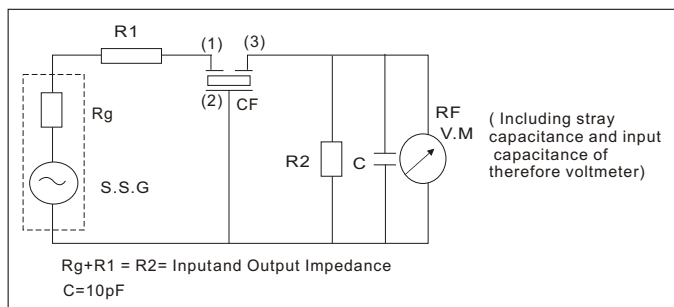 R1
(1)
(3)
(2)
CF
Rg
S.S.G
R2
C
RF
V.M
( Including stray
capacitance and input
capacitance of
therefore voltmeter)
Rg+R1 = R2= Inputand Output Impedance
C=10pF